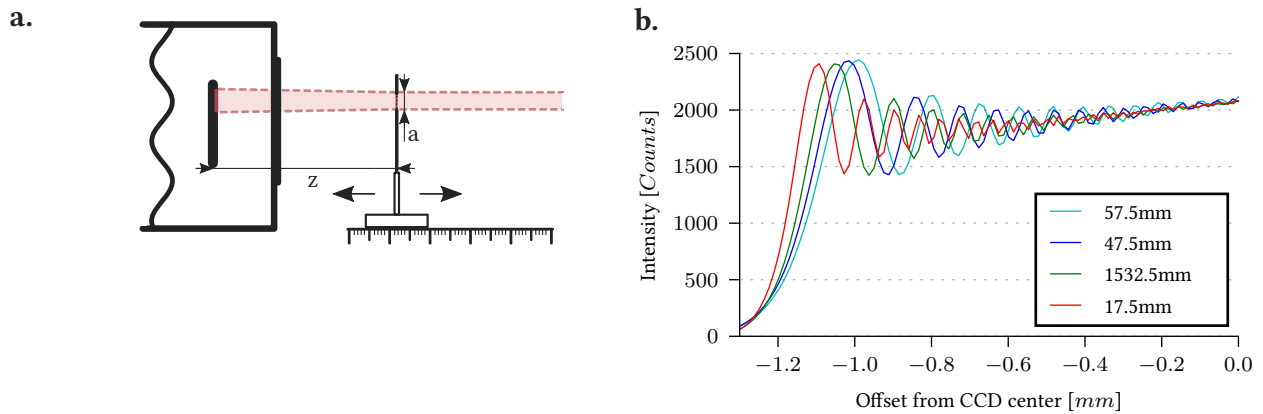 a.
a
z
b.
Intensity [Counts]
2500
2000
1500
1000
500
0
−1.2 −1.0 −0.8 −0.6 −0.4 −0.2 0.0
Offset from CCD center [mm]
57.5mm
47.5mm
1532.5mm
17.5mm